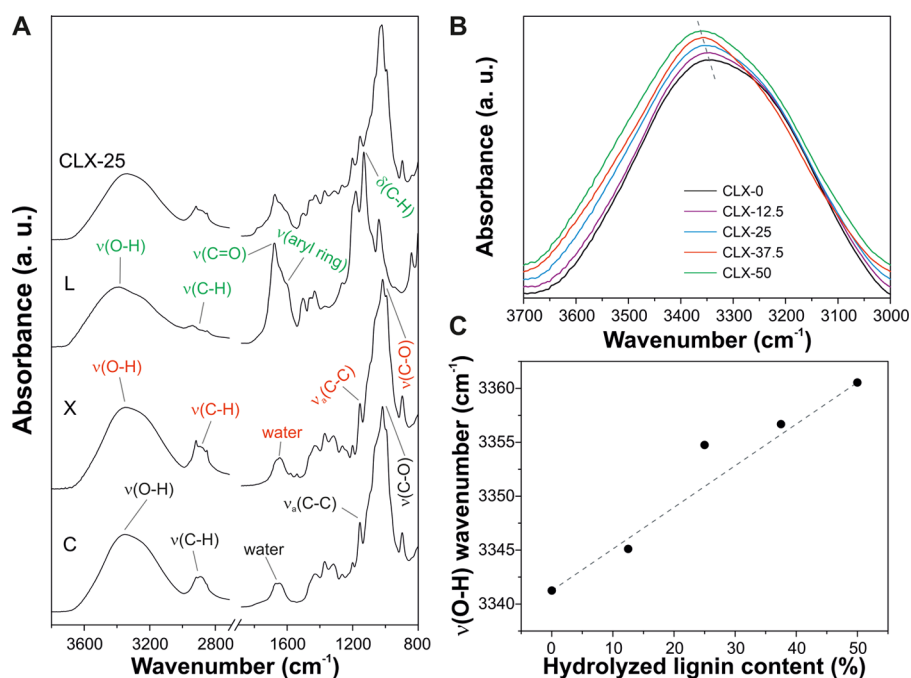 A
Absorbance (a. u.)
CLX-25
ν(O-H)
ν(C-H)
ν(C=O)
ν(aryl ring)
δ(C-H)
L
ν(O-H)
ν(C-H)
water
νa(C-C)
ν(C-O)
X
ν(O-H)
ν(C-H)
water
νa(C-C)
ν(C-O)
C
3600 3200 2800 1600 1200 800
Wavenumber (cm-1)
B
Absorbance (a. u.)
CLX-0
CLX-12.5
CLX-25
CLX-37.5
CLX-50
3700 3600 3500 3400 3300 3200 3100 3000
Wavenumber (cm-1)
C
ν(O-H) wavenumber (cm-1)
3360
3355
3350
3345
3340
0 10 20 30 40 50
Hydrolyzed lignin content (%)